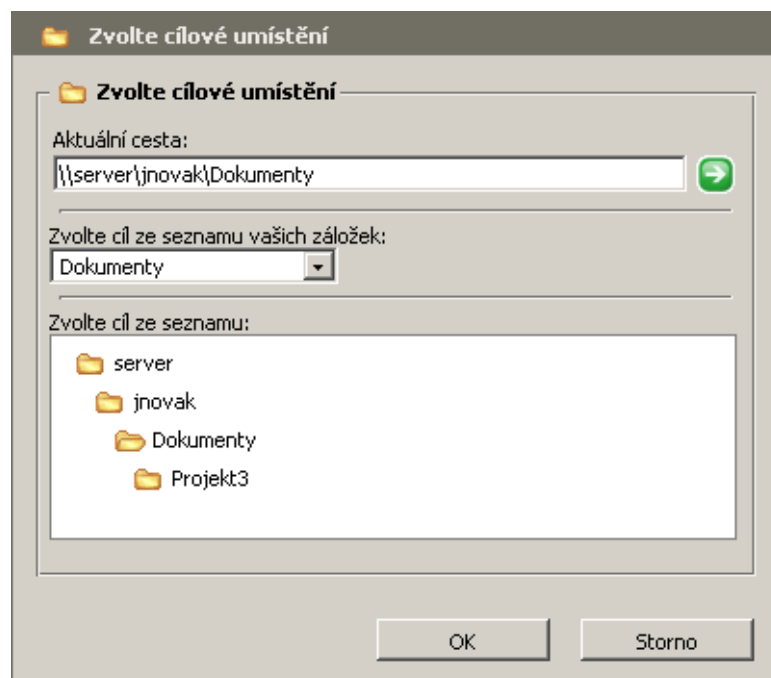 Zvolte cílové umístění
Zvolte cílové umístění
Aktuální cesta:
\\server\jnovak\Dokumenty
Zvolte cíl ze seznamu vašich záložek:
Dokumenty
Zvolte cíl ze seznamu:
server
jnovak
Dokumenty
Projekt3
OK Storno